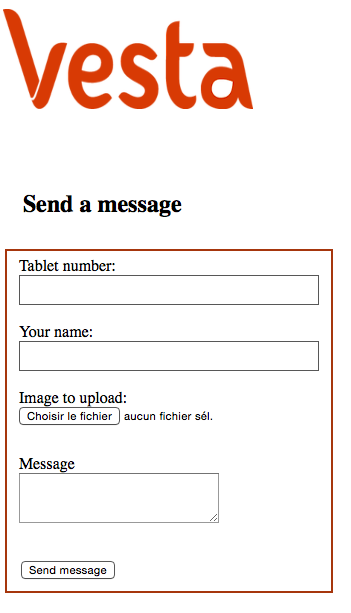 Vesta
Send a message
Tablet number:
Your name:
Image to upload:
Choisir le fichier aucun fichier sél.
Message
Send message